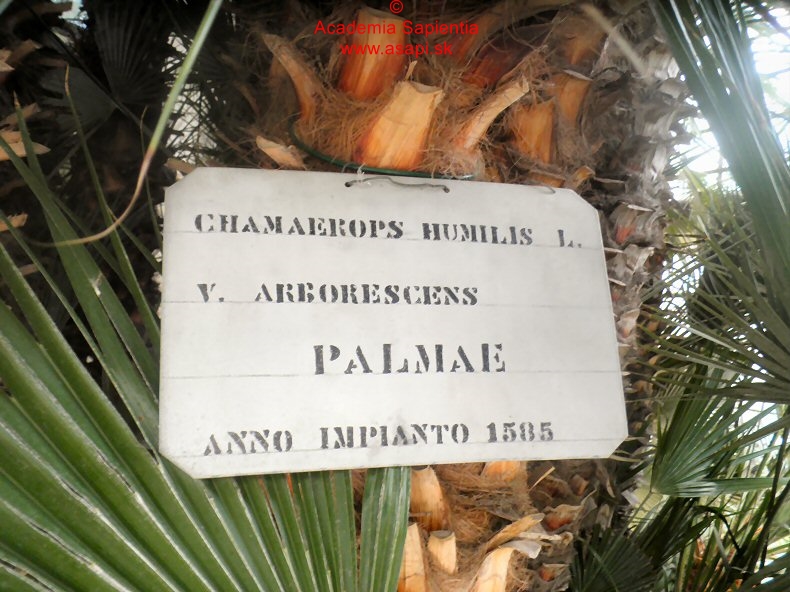 ©
Academia Sapientia
www.asapi.sk
CHAMAEROPS HUMILIS L.
V. ARBORESCENS
PALMAE
ANNO IMPIANTO 1585